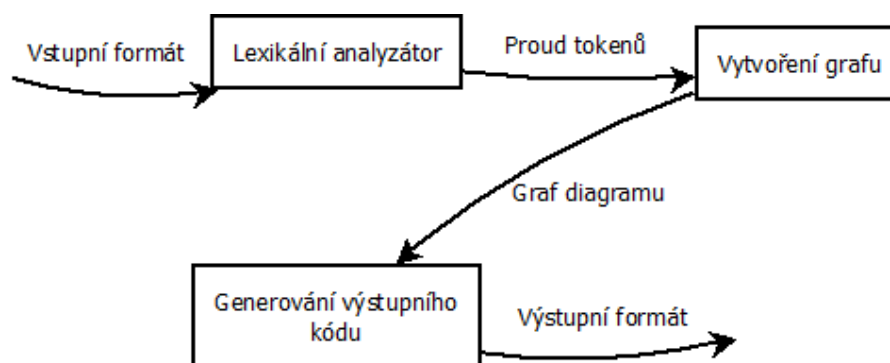 Vstupní formát
Lexikální analyzátor
Proud tokenů
Vytvoření grafu
Graf diagramu
Generování výstupního
kódu
Výstupní formát